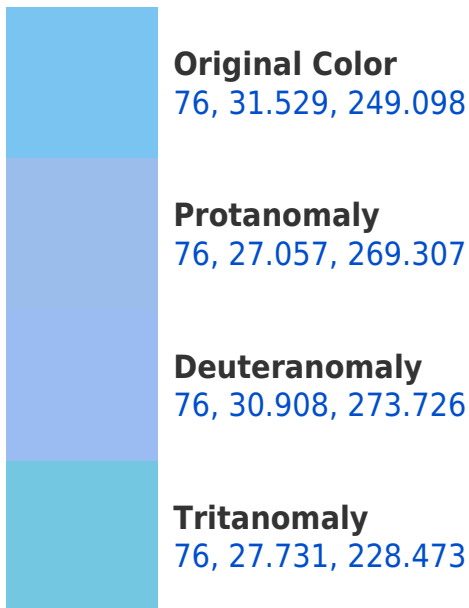 Original Color
76, 31.529, 249.098
Protanomaly
76, 27.057, 269.307
Deuteranomaly
76, 30.908, 273.726
Tritanomaly
76, 27.731, 228.473